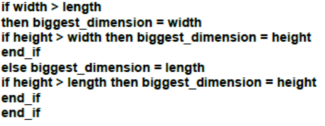 if width > length
then biggest_dimension = width
if height > width then biggest_dimension = height
end_if
else biggest_dimension = length
if height > length then biggest_dimension = height
end_if
end_if